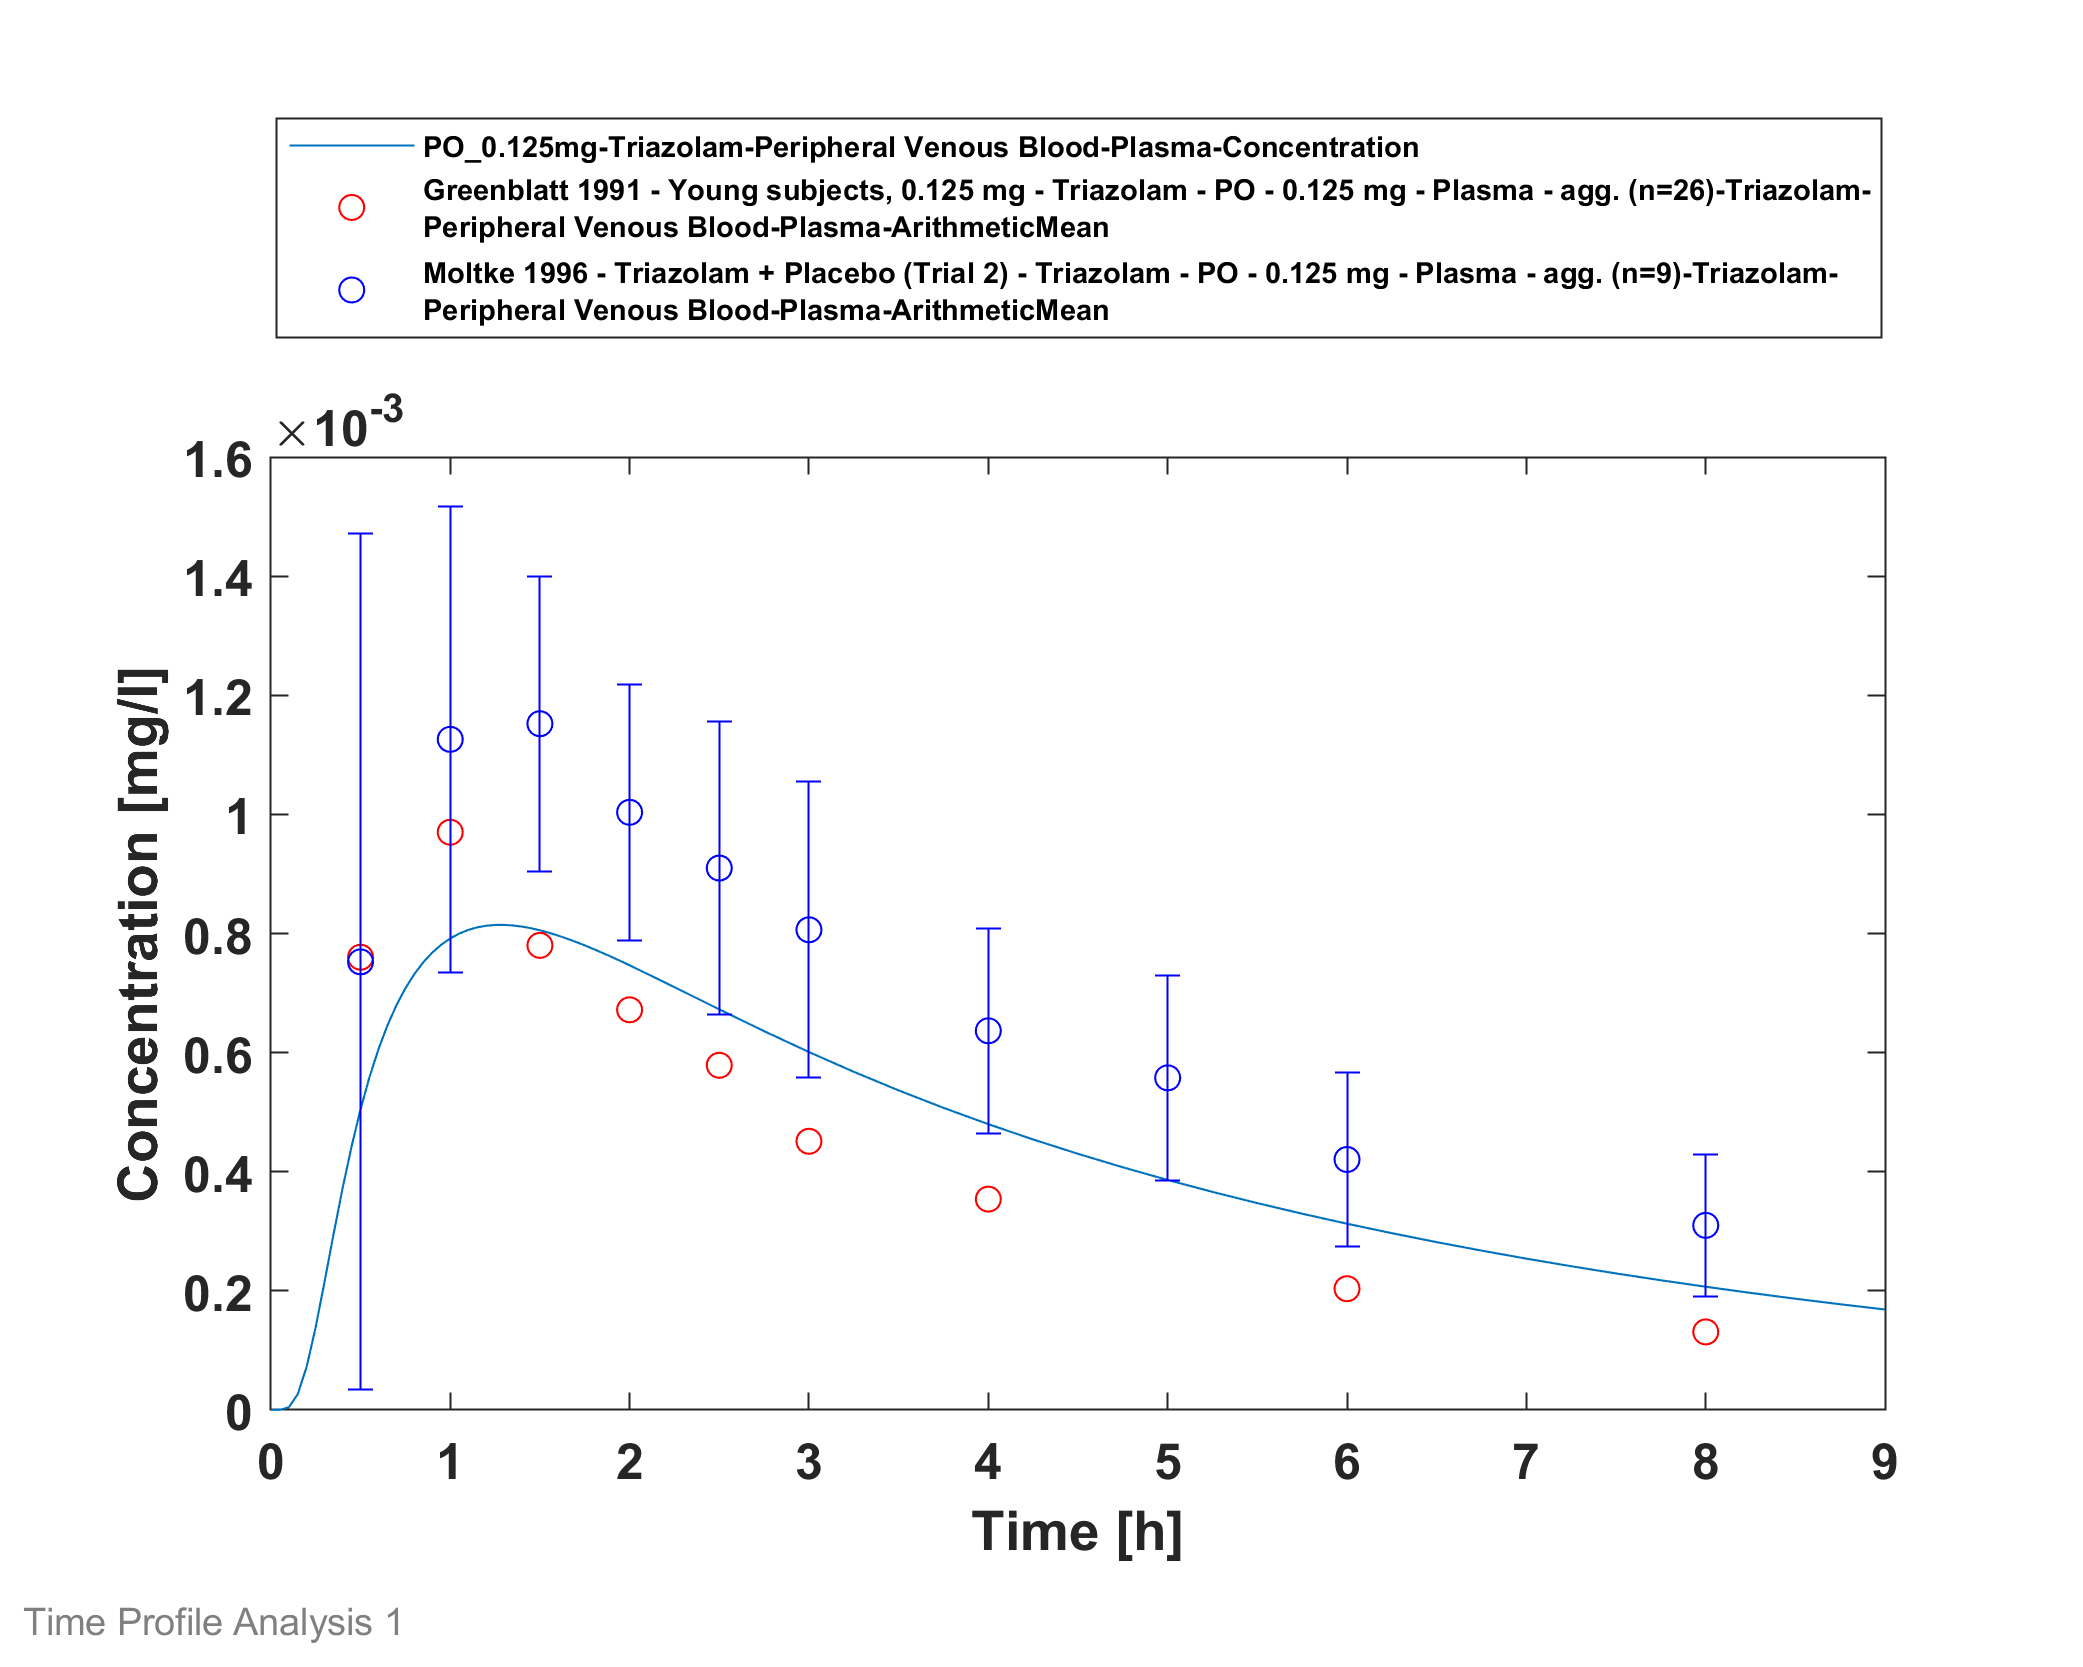 PO_0.125mg-Triazolam-Peripheral Venous Blood-Plasma-Concentration
Greenblatt 1991 - Young subjects, 0.125 mg - Triazolam - PO - 0.125 mg - Plasma - agg. (n=26)-Triazolam-
Peripheral Venous Blood-Plasma-ArithmeticMean
Moltke 1996 - Triazolam + Placebo (Trial 2) - Triazolam - PO - 0.125 mg - Plasma - agg. (n=9)-Triazolam-
Peripheral Venous Blood-Plasma-ArithmeticMean
×10-3
1.6
1.4
1.2
1
0.8
0.6
0.4
0.2
0
Concentration [mg/l]
0 1 2 3 4 5 6 7 8 9
Time [h]
Time Profile Analysis 1